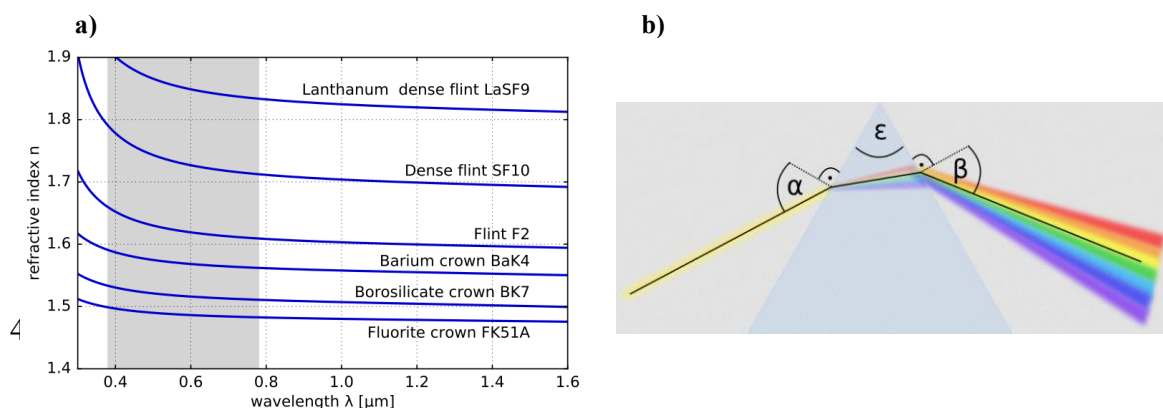 a)
b)
1.9
1.8
1.7
1.6
1.5
1.4
refractive index n
Lanthanum dense flint LaSF9
Dense flint SF10
Flint F2
Barium crown BaK4
Borosilicate crown BK7
Fluorite crown FK51A
0.4
0.6
0.8
1.0
1.2
1.4
1.6
wavelength λ [μm]
4
α
ε
β